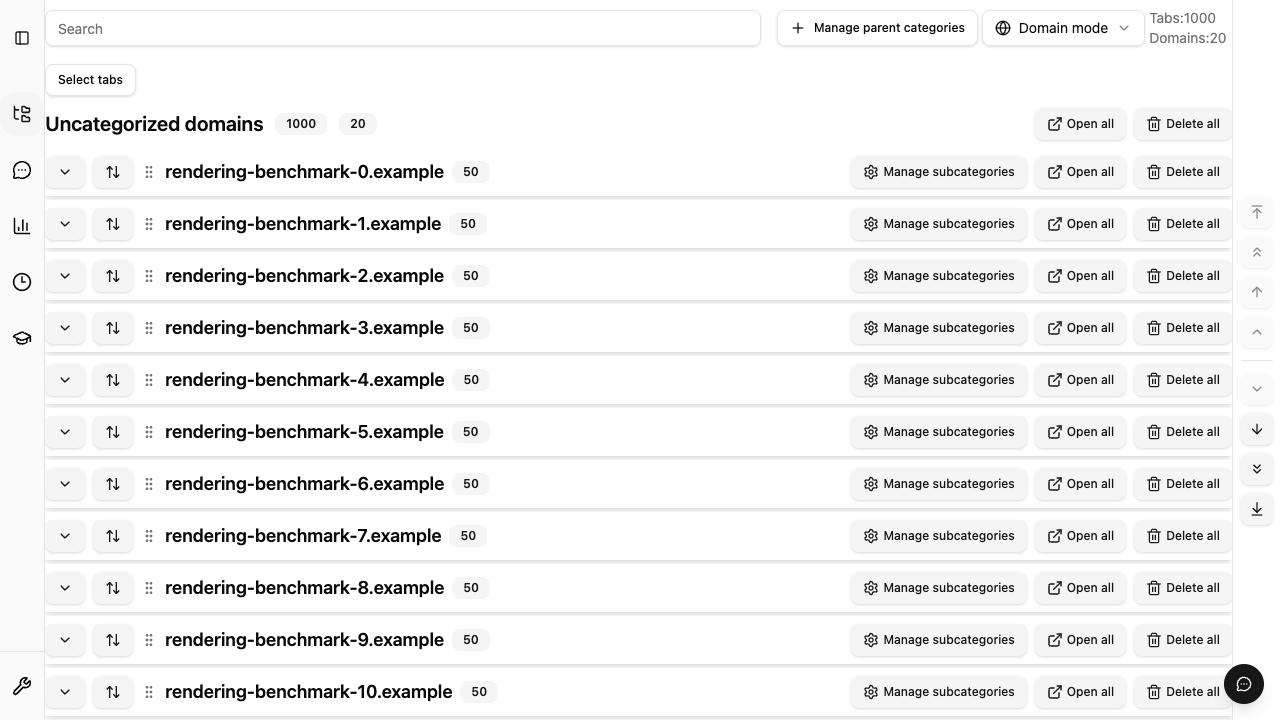 Search
Manage parent categories
Domain mode
Tabs:1000
Domains:20
Select tabs
Uncategorized domains 1000 20 Open all Delete all
rendering-benchmark-0.example 50 Manage subcategories Open all Delete all
rendering-benchmark-1.example 50 Manage subcategories Open all Delete all
rendering-benchmark-2.example 50 Manage subcategories Open all Delete all
rendering-benchmark-3.example 50 Manage subcategories Open all Delete all
rendering-benchmark-4.example 50 Manage subcategories Open all Delete all
rendering-benchmark-5.example 50 Manage subcategories Open all Delete all
rendering-benchmark-6.example 50 Manage subcategories Open all Delete all
rendering-benchmark-7.example 50 Manage subcategories Open all Delete all
rendering-benchmark-8.example 50 Manage subcategories Open all Delete all
rendering-benchmark-9.example 50 Manage subcategories Open all Delete all
rendering-benchmark-10.example 50 Manage subcategories Open all Delete all